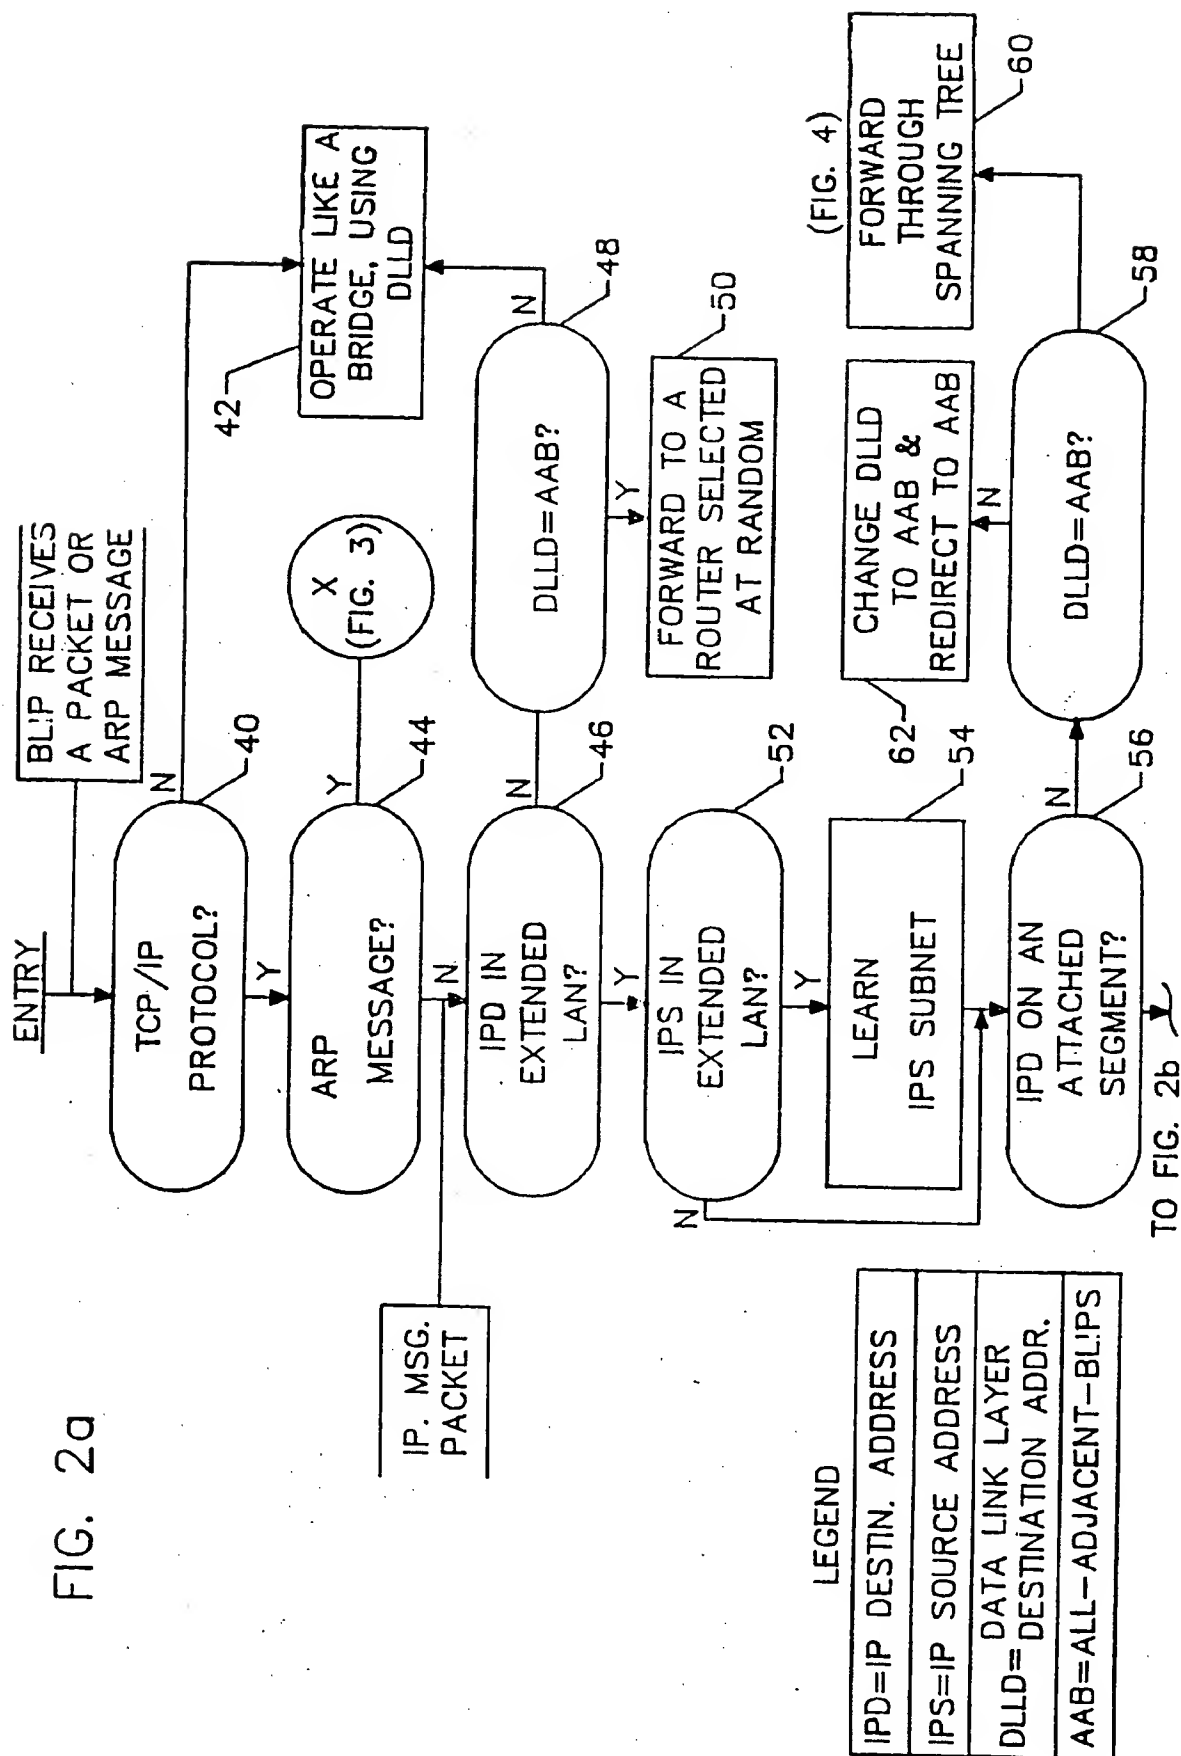 FIG. 2a
ENTRY
BLIP RECEIVES
A PACKET OR
ARP MESSAGE
TCP/IP
PROTOCOL?
40
N
Y
OPERATE LIKE A
BRIDGE, USING
DLLD
42
ARP
MESSAGE?
44
Y
N
X
(FIG. 3)
IP. MSG.
PACKET
IPD IN
EXTENDED
LAN?
46
N
Y
DLLD=AAB?
48
N
Y
FORWARD TO A
ROUTER SELECTED
AT RANDOM
50
IPS IN
EXTENDED
LAN?
52
N
Y
LEARN
IPS SUBNET
54
IPD ON AN
ATTACHED
SEGMENT?
56
N
TO FIG. 2b
DLLD=AAB?
58
N
CHANGE DLLD
TO AAB &
REDIRECT TO AAB
62
(FIG. 4)
FORWARD
THROUGH
SPANNING TREE
60
LEGEND
IPD=IP DESTIN. ADDRESS
IPS=IP SOURCE ADDRESS
DLLD= DATA LINK LAYER
DESTINATION ADDR.
AAB=ALL-ADJACENT-BLIPS